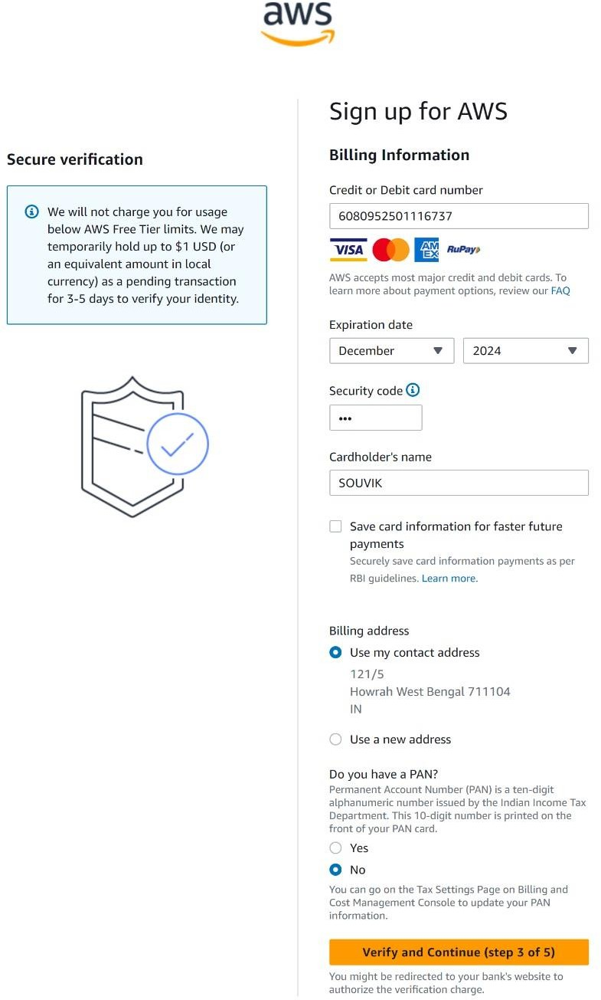 aws
Sign up for AWS
Secure verification
We will not charge you for usage
below AWS Free Tier limits. We may
temporarily hold up to $1 USD (or
an equivalent amount in local
currency) as a pending transaction
for 3-5 days to verify your identity.
Billing Information
Credit or Debit card number
6080952501116737
VISA
AM
EX
RuPay
AWS accepts most major credit and debit cards. To
learn more about payment options, review our FAQ
Expiration date
December
2024
Security code
•••
Cardholder's name
SOUVIK
Save card information for faster future
payments
Securely save card information payments as per
RBI guidelines. Learn more.
Billing address
Use my contact address
121/5
Howrah West Bengal 711104
IN
Use a new address
Do you have a PAN?
Permanent Account Number (PAN) is a ten-digit
alphanumeric number issued by the Indian Income Tax
Department. This 10-digit number is printed on the
front of your PAN card.
Yes
No
You can go on the Tax Settings Page on Billing and
Cost Management Console to update your PAN
information.
Verify and Continue (step 3 of 5)
You might be redirected to your bank's website to
authorize the verification charge.